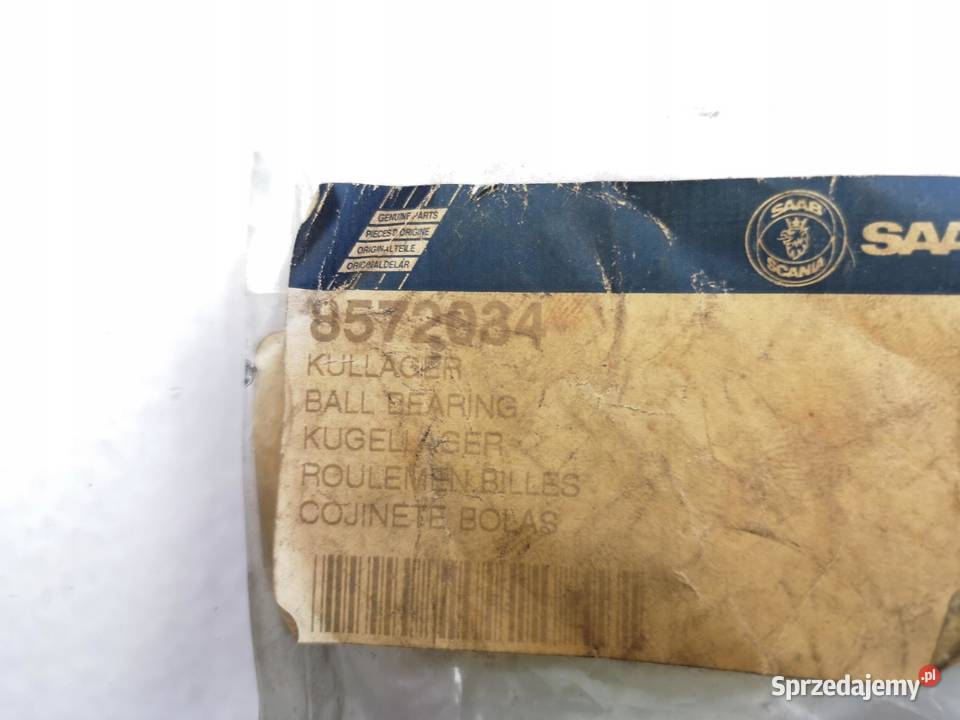 GENUINE PARTS
PIECES D'ORIGINE
ORIGINALTEILE
ORIGINALDELAR
SAAB
SCANIA
SAA
8572034
KULLAGER
BALL BEARING
KUGELLAGER
ROULEMEN.BILLES
COJINETE BOLAS
Sprzedajemy.pl